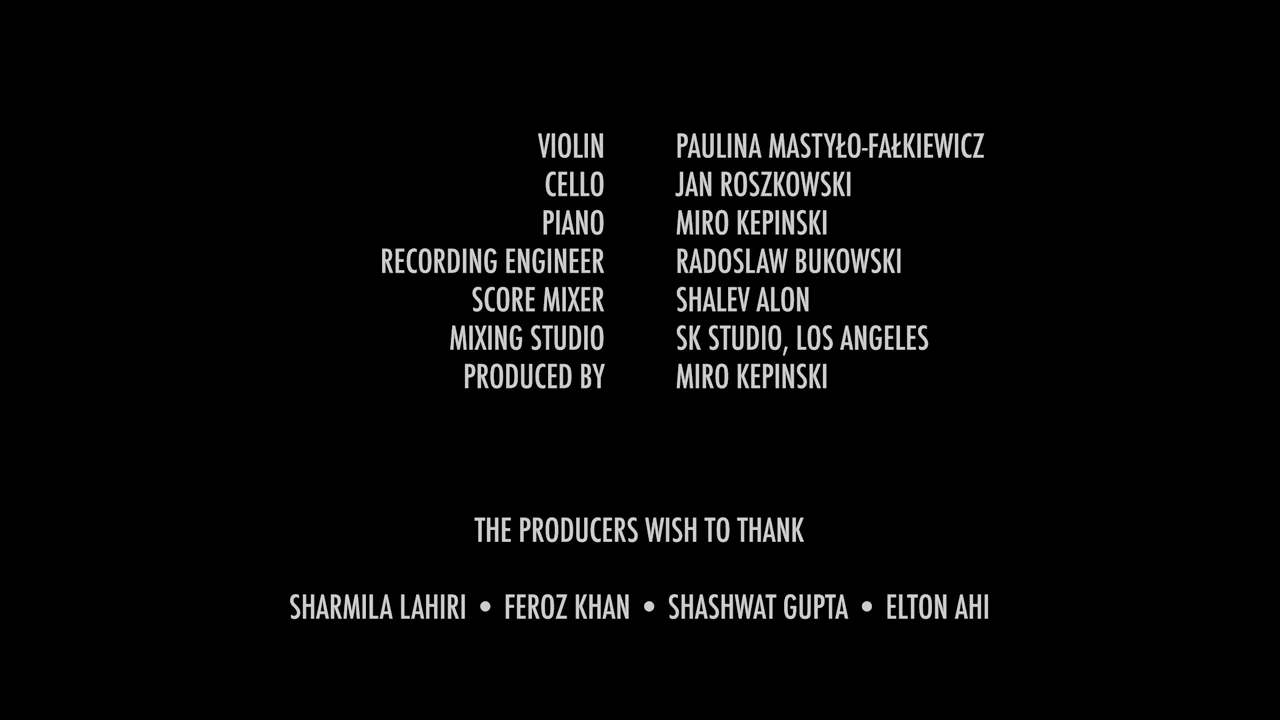 VIOLIN PAULINA MASTYŁO-FAŁKIEWICZ
CELLO JAN ROSZKOWSKI
PIANO MIRO KEPINSKI
RECORDING ENGINEER RADOSLAW BUKOWSKI
SCORE MIXER SHALEV ALON
MIXING STUDIO SK STUDIO, LOS ANGELES
PRODUCED BY MIRO KEPINSKI
THE PRODUCERS WISH TO THANK
SHARMILA LAHIRI • FEROZ KHAN • SHASHWAT GUPTA • ELTON AHI